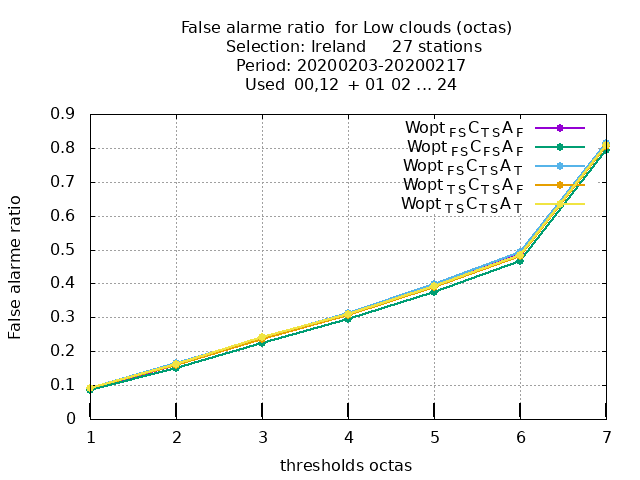 False alarme ratio  for Low clouds (octas)
Selection: Ireland     27 stations
Period: 20200203-20200217
Used  00,12  + 01 02 ... 24
Wopt FS C TS A F
Wopt FS C FS A F
Wopt FS C TS A T
Wopt TS C TS A F
Wopt TS C TS A T
0.9
0.8
0.7
0.6
0.5
0.4
0.3
0.2
0.1
0
False alarme ratio
1 2 3 4 5 6 7
thresholds octas